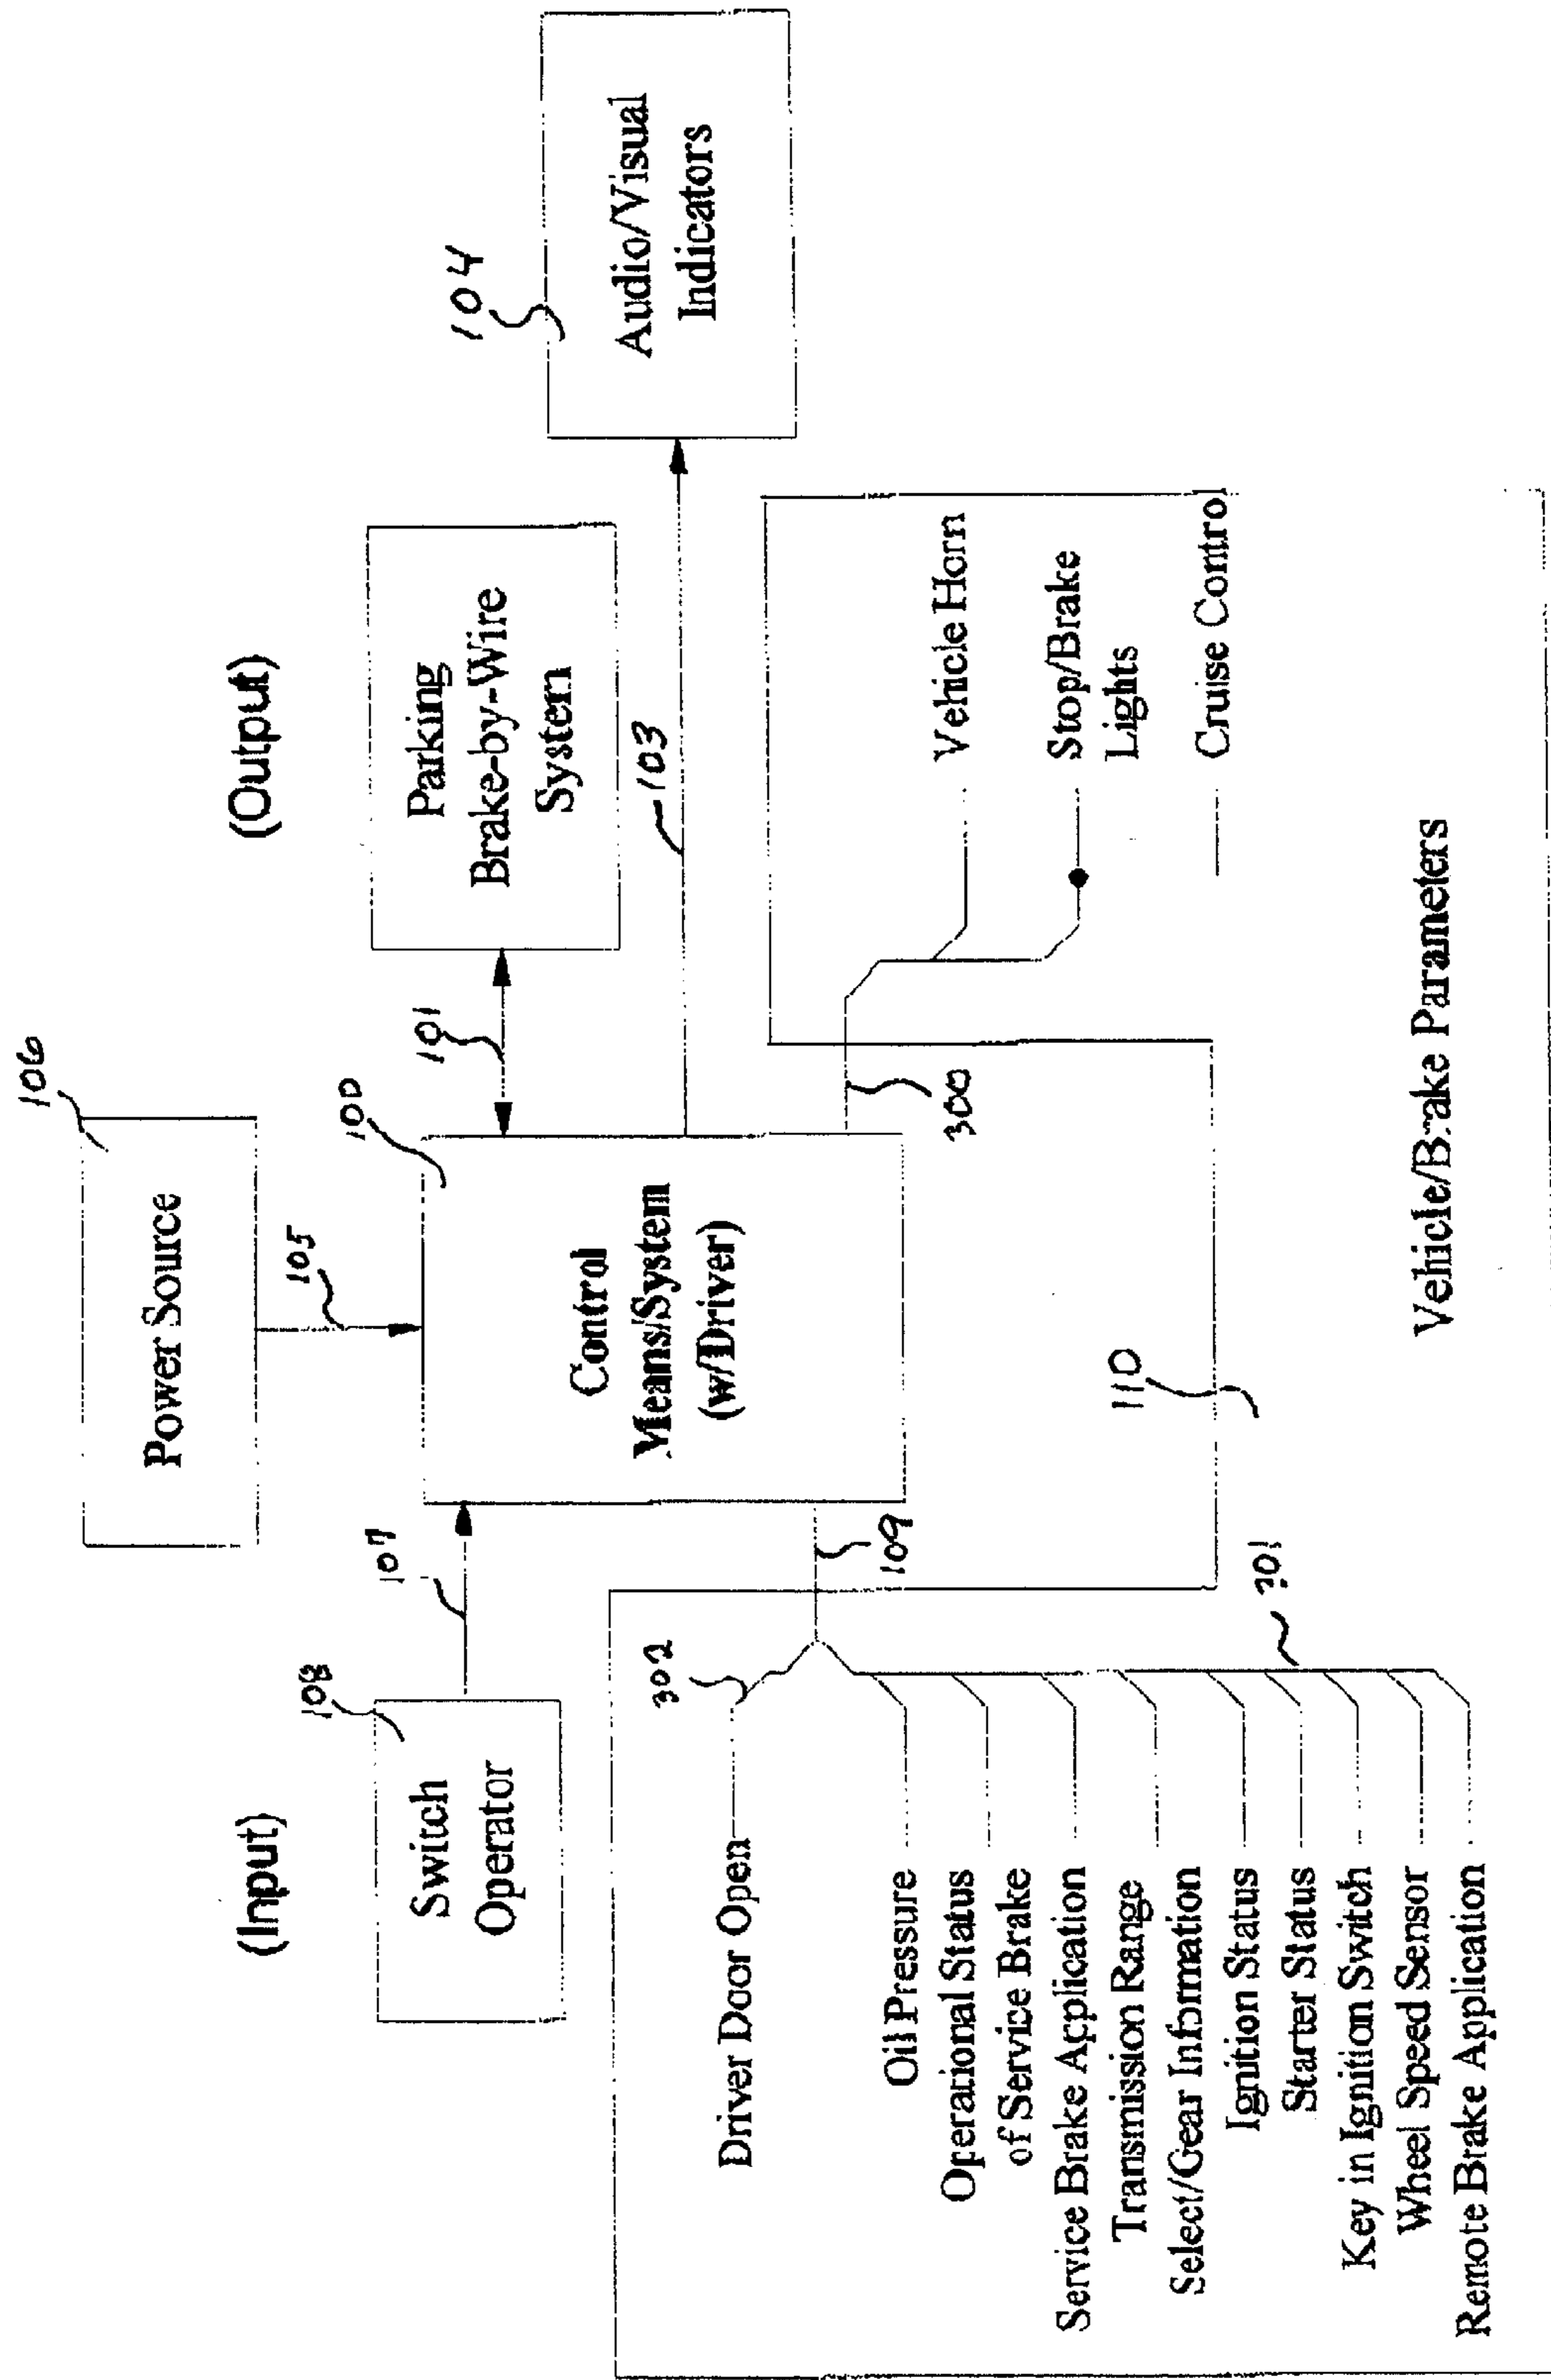 106
Power Source
105
(Input)
(Output)
108
Switch
Operator
107
100
Control
Means/System
(w/Driver)
101
Parking
Brake-by-Wire
System
103
104
Audio/Visual
Indicators
109
300
302
Driver Door Open
Oil Pressure
Operational Status
of Service Brake
Service Brake Application
Transmission Range
Select/Gear Information
Ignition Status
Starter Status
Key in Ignition Switch
Wheel Speed Sensor
Remote Brake Application
301
110
Vehicle Horn
Stop/Brake
Lights
Cruise Control
Vehicle/Brake Parameters